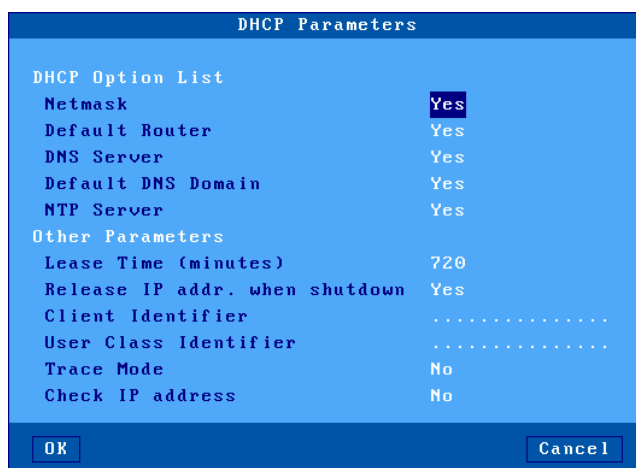 DHCP Parameters
DHCP Option List
Netmask Yes
Default Router Yes
DNS Server Yes
Default DNS Domain Yes
NTP Server Yes
Other Parameters
Lease Time (minutes) 720
Release IP addr. when shutdown Yes
Client Identifier ...............
User Class Identifier ...............
Trace Mode No
Check IP address No
OK Cancel